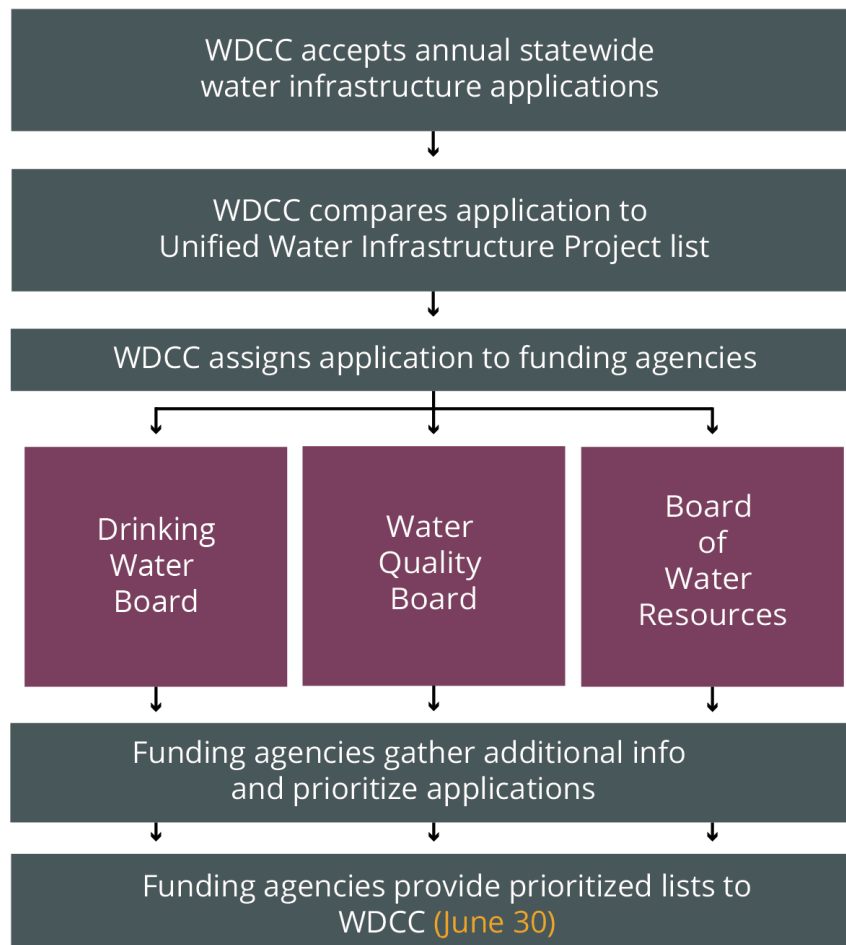 WDCC accepts annual statewide
water infrastructure applications
WDCC compares application to
Unified Water Infrastructure Project list
WDCC assigns application to funding agencies
Drinking
Water
Board
Water
Quality
Board
Board
of
Water
Resources
Funding agencies gather additional info
and prioritize applications
Funding agencies provide prioritized lists to
WDCC (June 30)